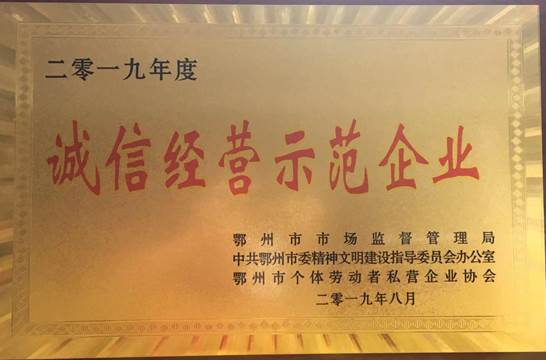 二零一九年度
诚信经营示范企业
鄂州市市场监督管理局
中共鄂州市委精神文明建设指导委员会办公室
鄂州市个体劳动者私营企业协会
二零一九年八月